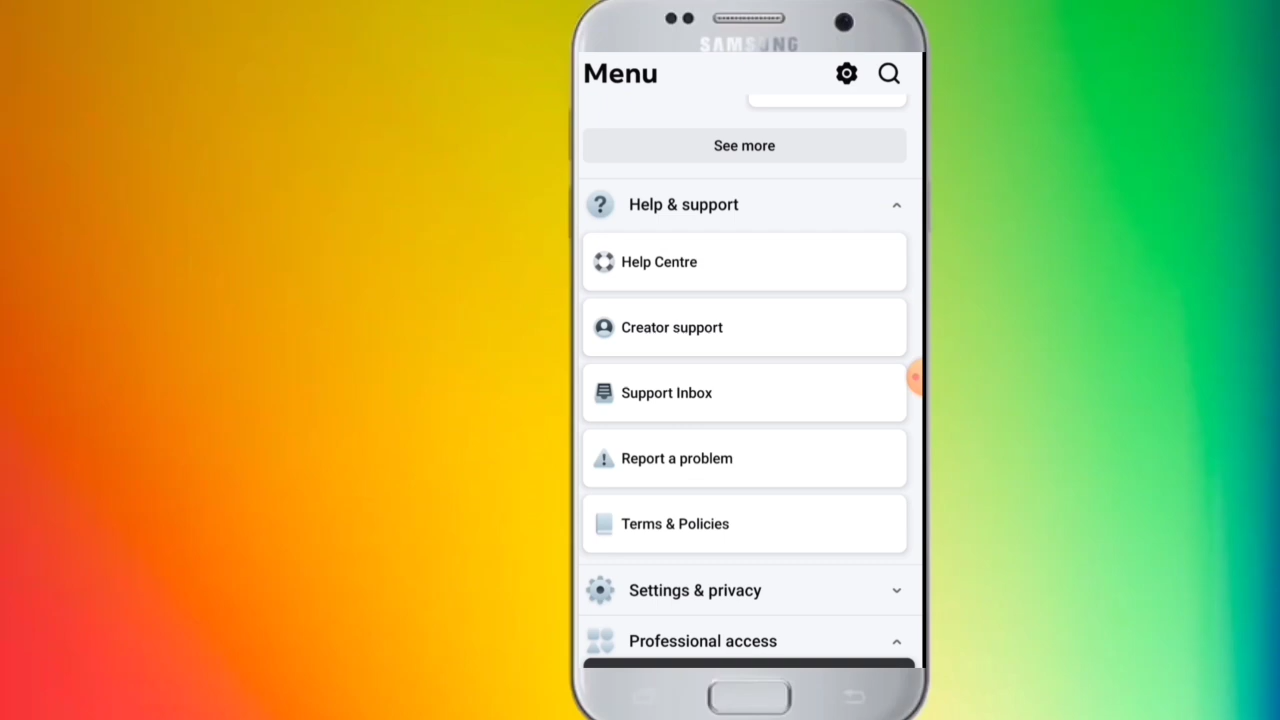 SAMSUNG
Menu
See more
Help & support
Help Centre
Creator support
Support Inbox
Report a problem
Terms & Policies
Settings & privacy
Professional access